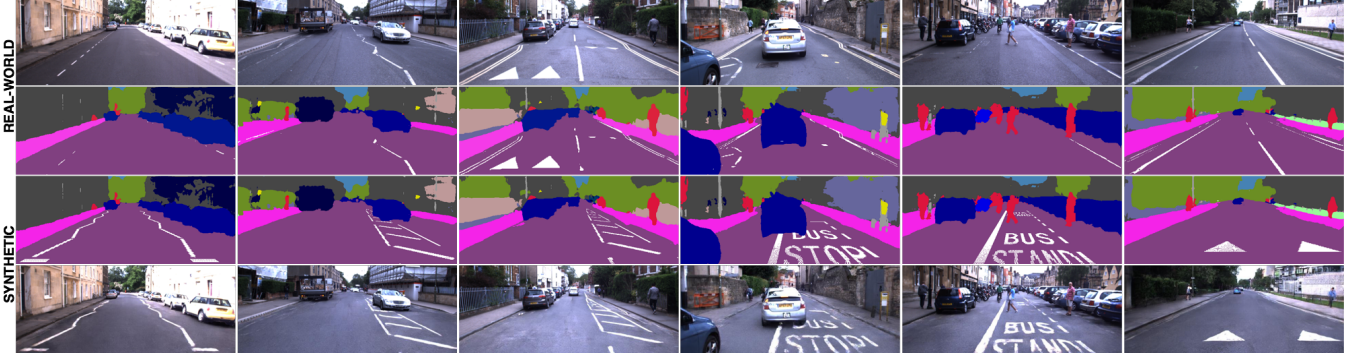 REAL-WORLD
SYNTHETIC
BUS
STOP
BUS
STAND
BUS
STOP
BUS
STAND